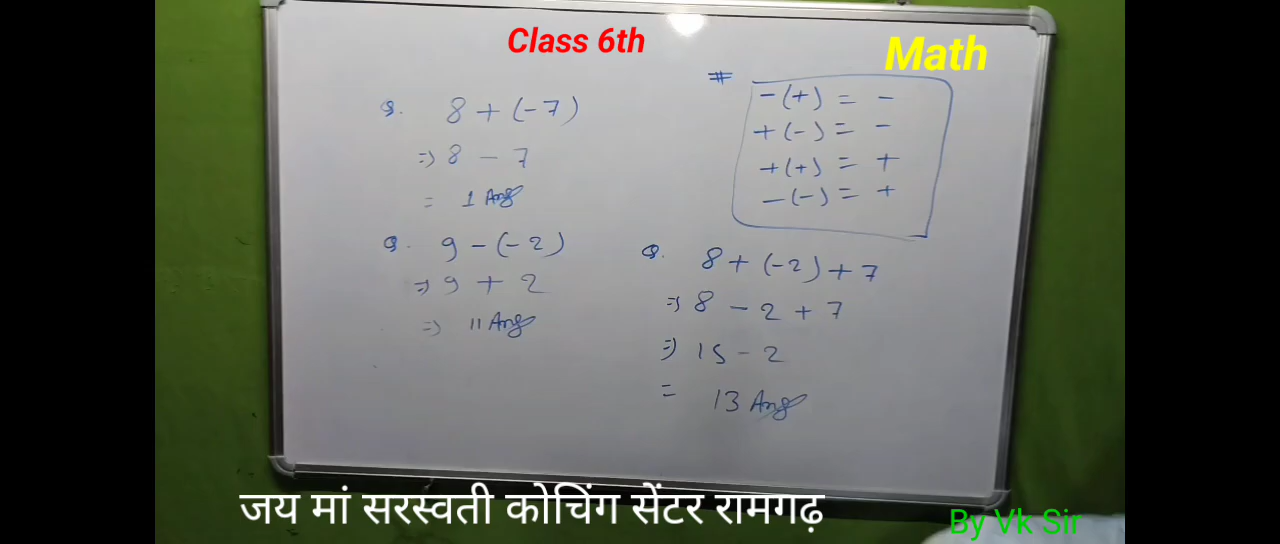 Class 6th
Math
Q. 8 + (-7)
=> 8 - 7
= 1 Ans
Q. 9 - (-2)
=> 9 + 2
=> 11 Ans
#
- (+) = -
+ (-) = -
+ (+) = +
- (-) = +
Q. 8 + (-2) + 7
=> 8 - 2 + 7
=> 15 - 2
= 13 Ans
जय मां सरस्वती कोचिंग सेंटर रामगढ़
By Vk Sir